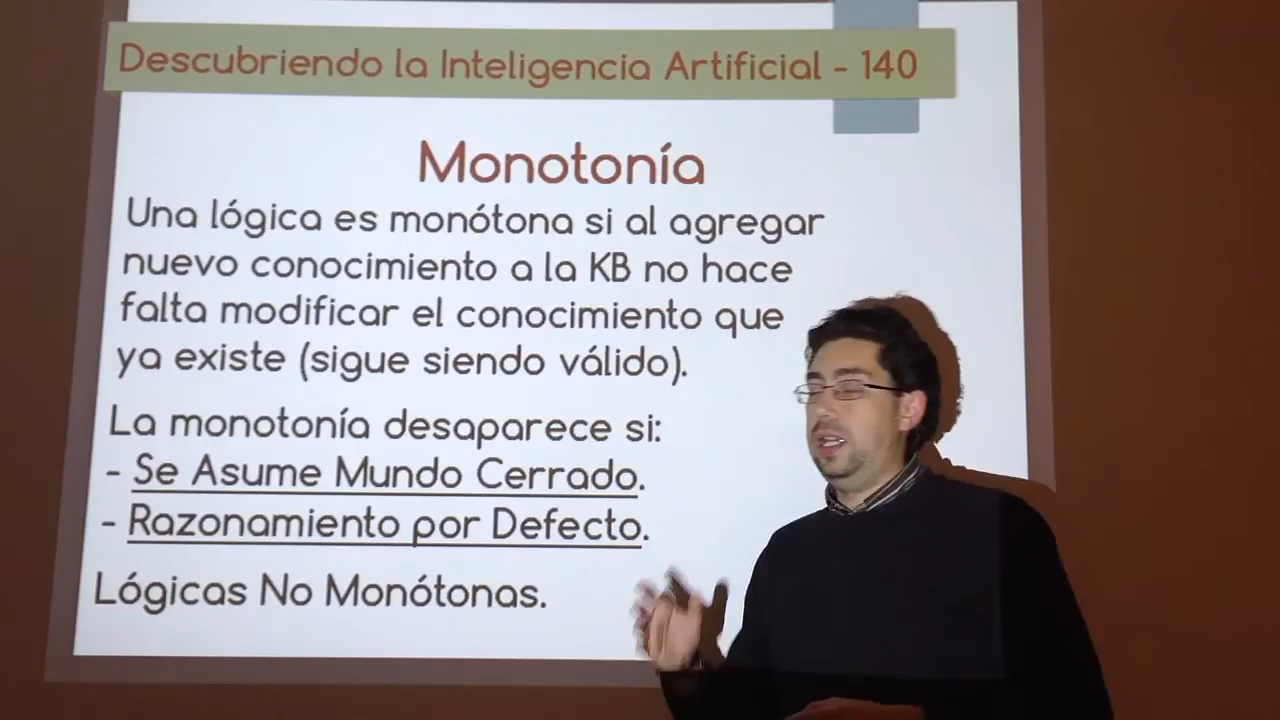 Descubriendo la Inteligencia Artificial - 140
Monotonía
Una lógica es monótona si al agregar
nuevo conocimiento a la KB no hace
falta modificar el conocimiento que
ya existe (sigue siendo válido).
La monotonía desaparece si:
- Se Asume Mundo Cerrado.
- Razonamiento por Defecto.
Lógicas No Monótonas.